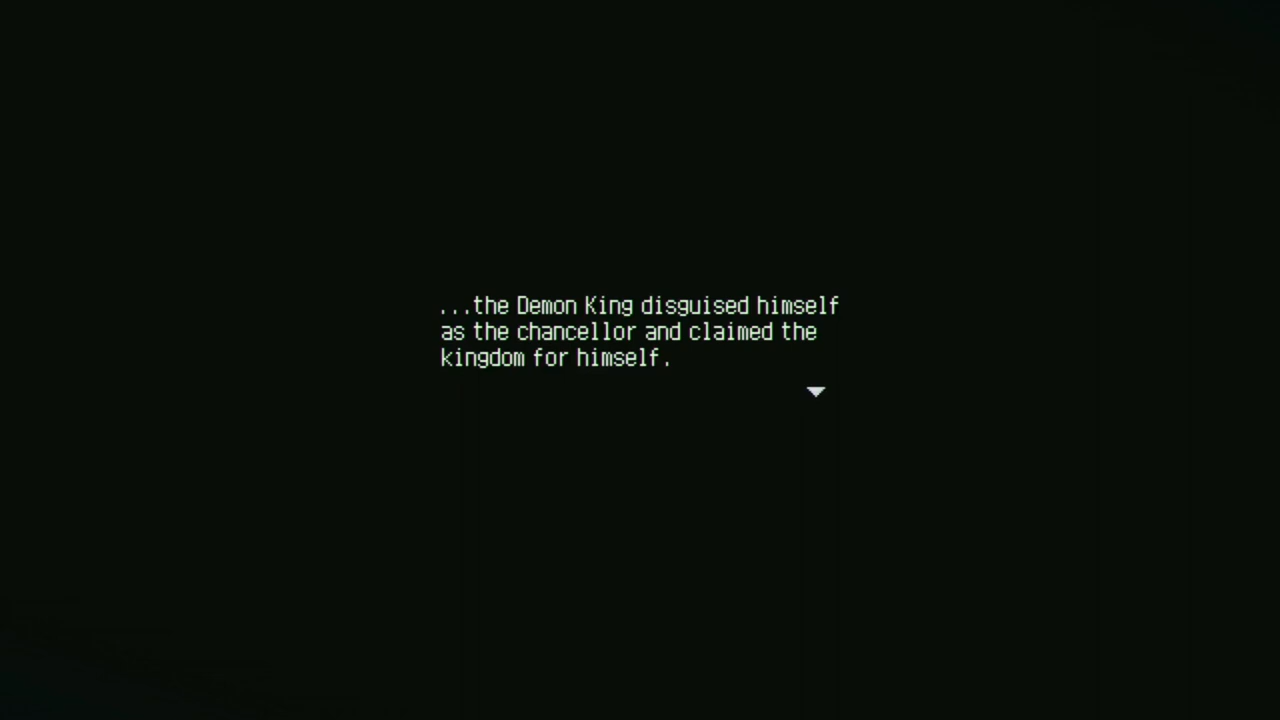 ...the Demon King disguised himself
as the chancellor and claimed the
kingdom for himself.